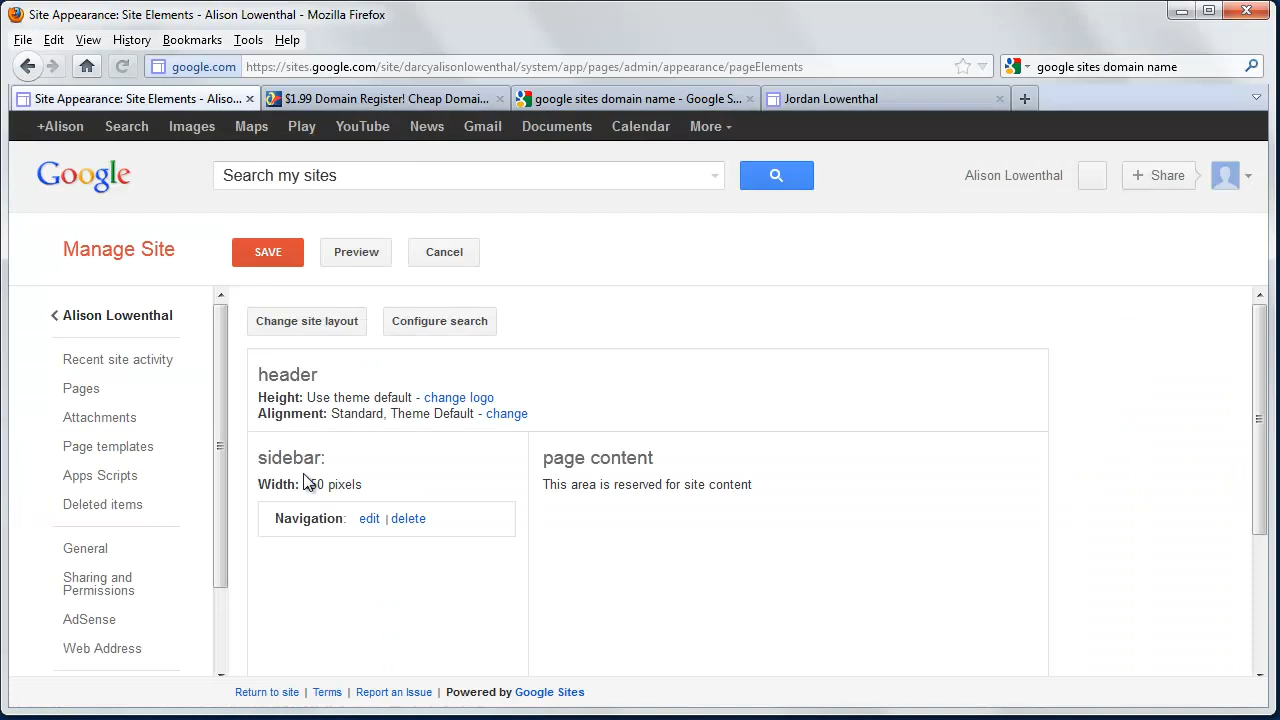 Site Appearance: Site Elements - Alison Lowenthal - Mozilla Firefox
File Edit View History Bookmarks Tools Help
google.com https://sites.google.com/site/darcyalisonlowenthal/system/app/pages/admin/appearance/pageElements google sites domain name
Site Appearance: Site Elements - Aliso... × $1.99 Domain Register! Cheap Domai... × google sites domain name - Google S... × Jordan Lowenthal × +
+Alison Search Images Maps Play YouTube News Gmail Documents Calendar More
Google Search my sites Alison Lowenthal + Share
Manage Site SAVE Preview Cancel
Alison Lowenthal
Recent site activity
Pages
Attachments
Page templates
Apps Scripts
Deleted items
General
Sharing and
Permissions
AdSense
Web Address
Change site layout Configure search
header
Height: Use theme default - change logo
Alignment: Standard, Theme Default - change
sidebar:
Width: 50 pixels
Navigation: edit | delete
page content
This area is reserved for site content
Return to site | Terms | Report an Issue | Powered by Google Sites